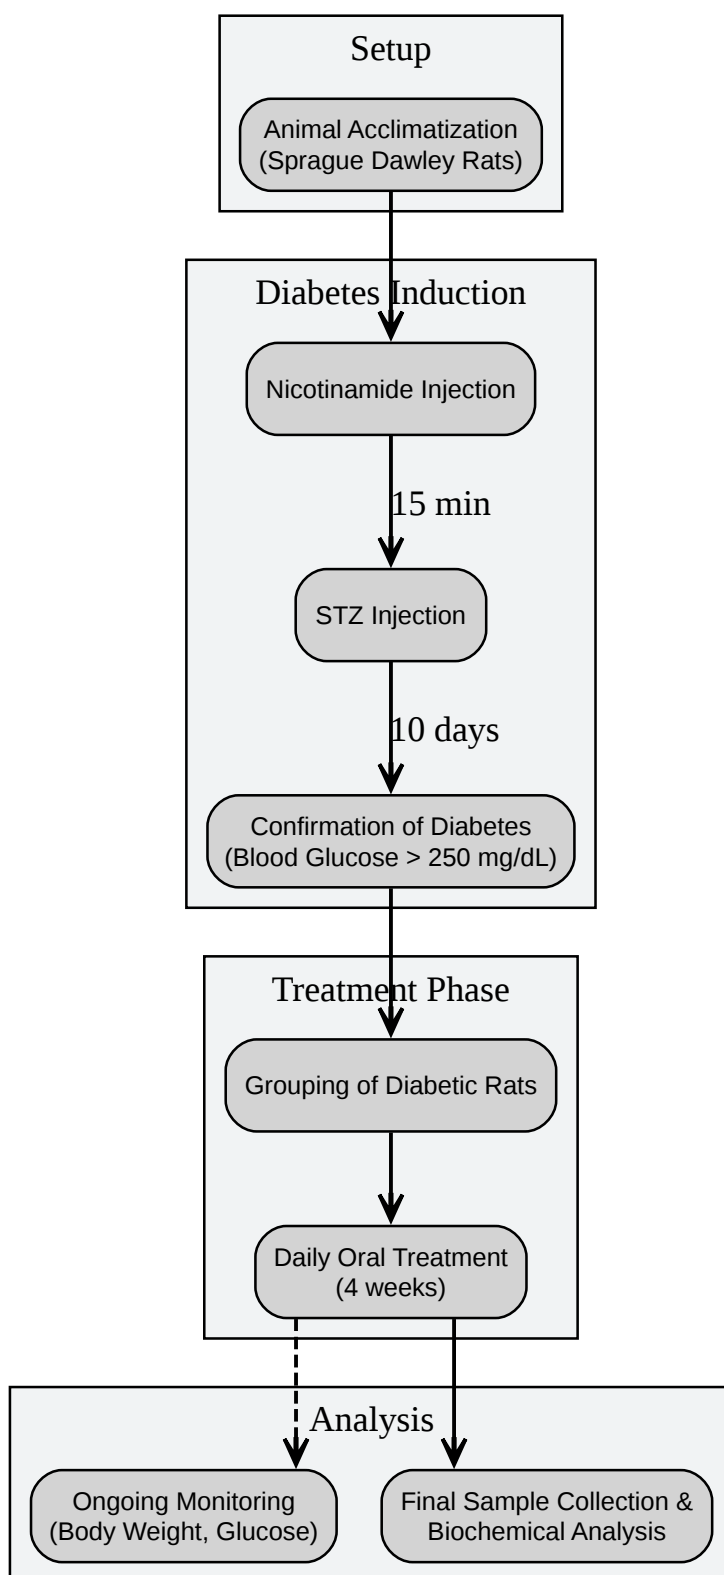 Setup
Animal Acclimatization
(Sprague Dawley Rats)
Diabetes Induction
Nicotinamide Injection
15 min
STZ Injection
10 days
Confirmation of Diabetes
(Blood Glucose > 250 mg/dL)
Treatment Phase
Grouping of Diabetic Rats
Daily Oral Treatment
(4 weeks)
Analysis
Ongoing Monitoring
(Body Weight, Glucose)
Final Sample Collection &
Biochemical Analysis